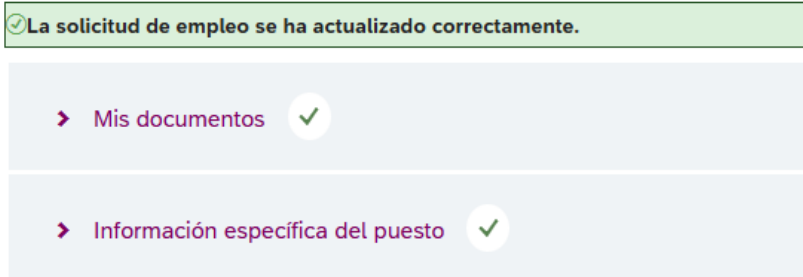 La solicitud de empleo se ha actualizado correctamente.
Mis documentos
Información específica del puesto